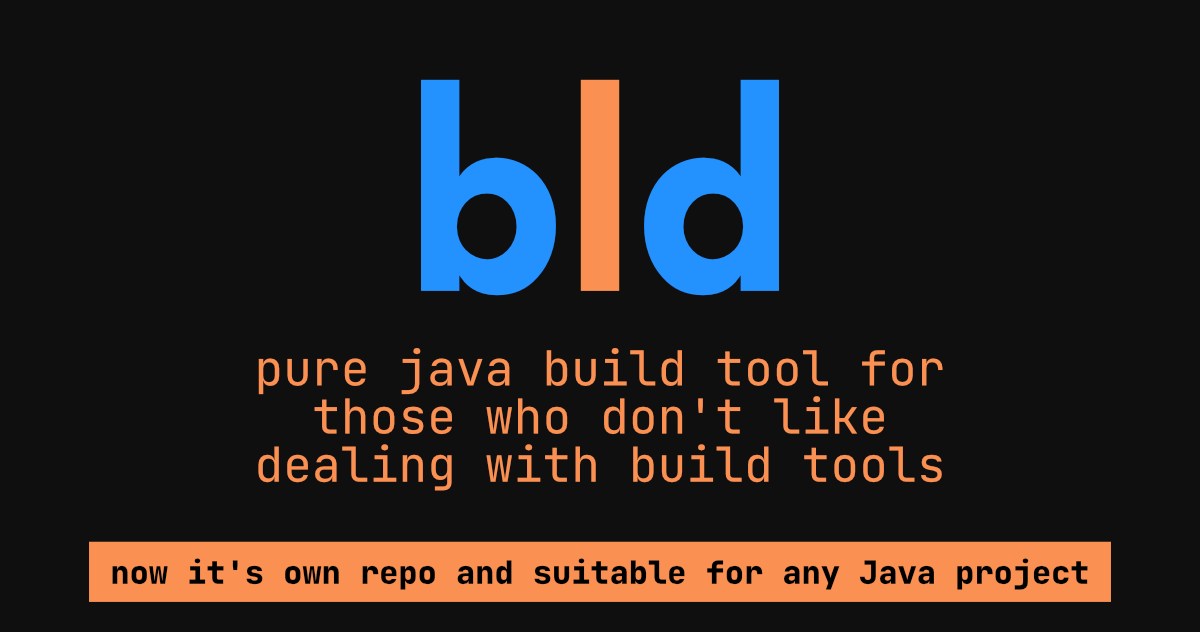 bld
pure java build tool for
those who don't like
dealing with build tools
now it's own repo and suitable for any Java project